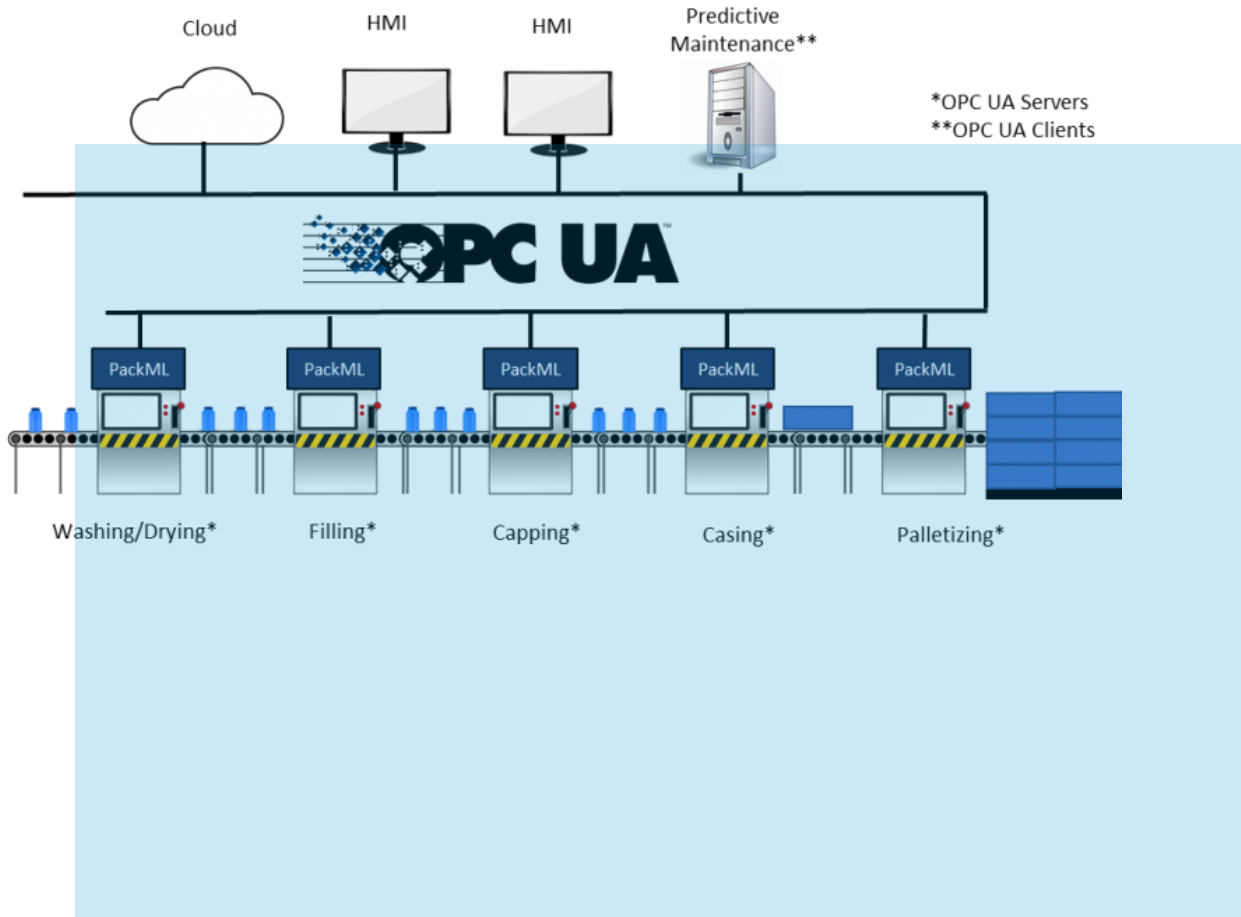 Cloud
HMI
HMI
Predictive
Maintenance**
*OPC UA Servers
**OPC UA Clients
OPC UA™
PackML
PackML
PackML
PackML
PackML
Washing/Drying*
Filling*
Capping*
Casing*
Palletizing*